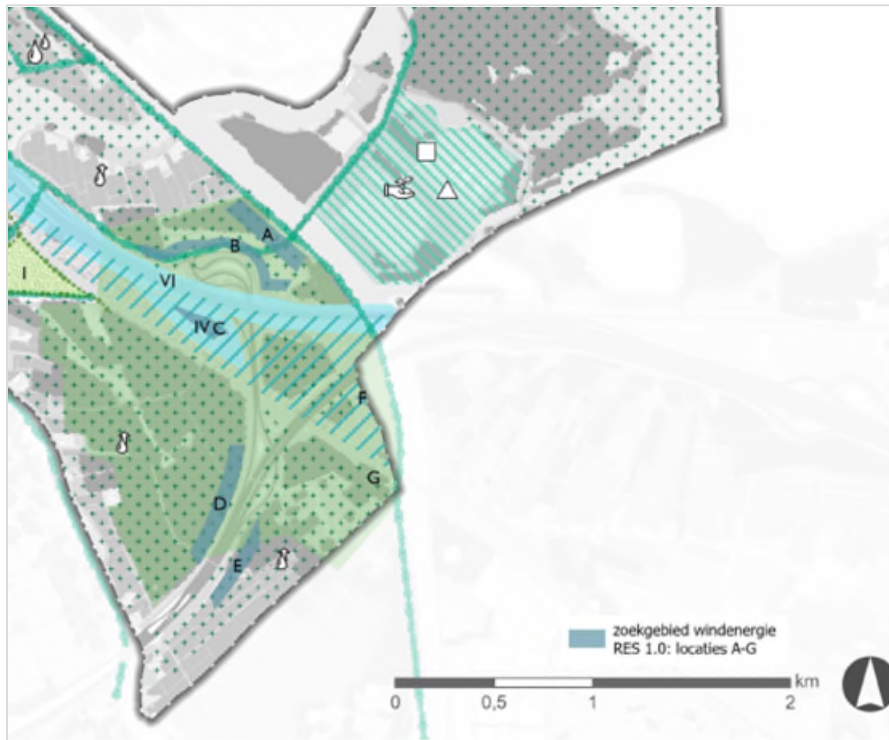 A
B
I
VI
IV C
F
G
D
E
zoekgebied windenergie
RES 1.0: locaties A-G
km
0 0,5 1 2